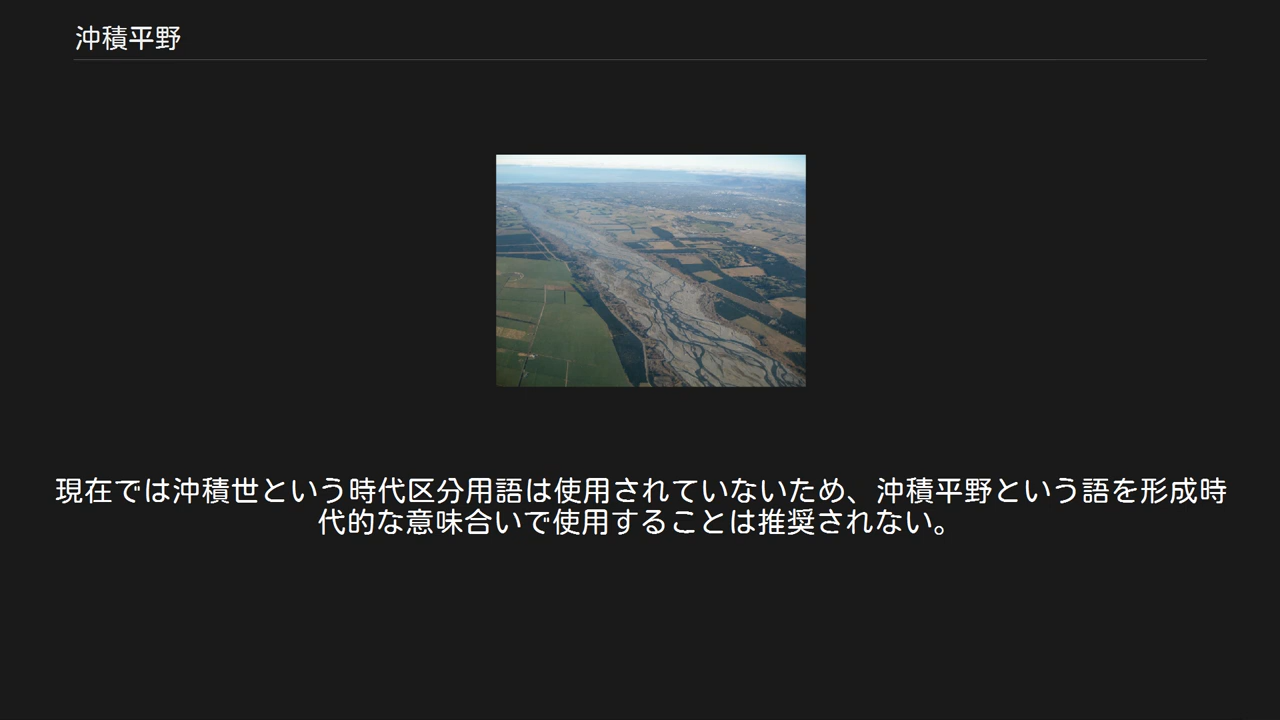 沖積平野
現在では沖積世という時代区分用語は使用されていないため、沖積平野という語を形成時
代的な意味合いで使用することは推奨されない。